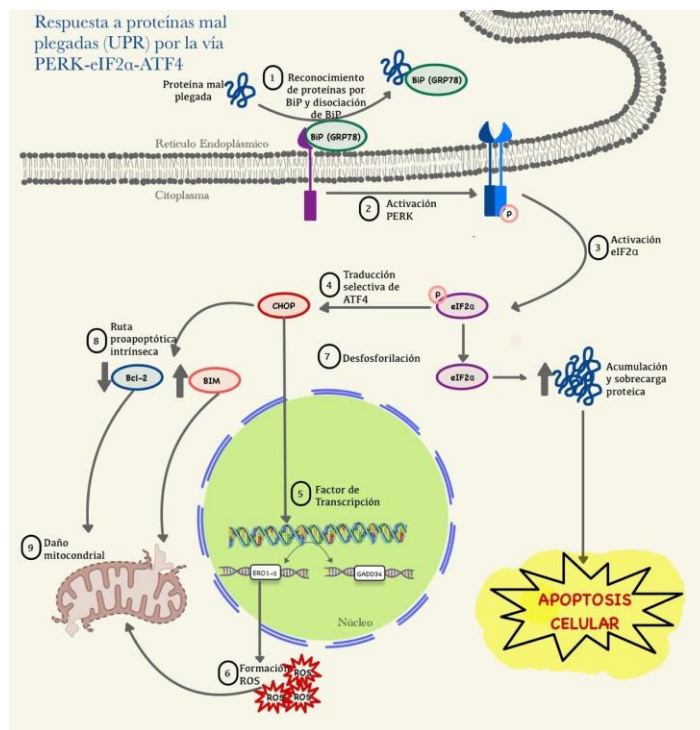 Respuesta a proteínas mal
plegadas (UPR) por la vía
PERK-eIF2α-ATF4
Proteína mal
plegada
1
Reconocimiento
de proteínas por
BiP y disociación
de BiP
BiP (GRP78)
BiP (GRP78)
Retículo Endoplásmico
Citoplasma
2
Activación
PERK
P
3
Activación
eIF2α
4
Traducción
selectiva de
ATF4
CHOP
P
eIF2α
8
Ruta
proapoptótica
intrínseca
Bcl-2
BIM
7
Desfosforilación
eIF2α
Acumulación
y sobrecarga
proteica
5
Factor de
Transcripción
ERO1-α
GADD34
Núcleo
9
Daño
mitocondrial
6
Formación
ROS
ROS
ROS
ROS
APOPTOSIS
CELULAR